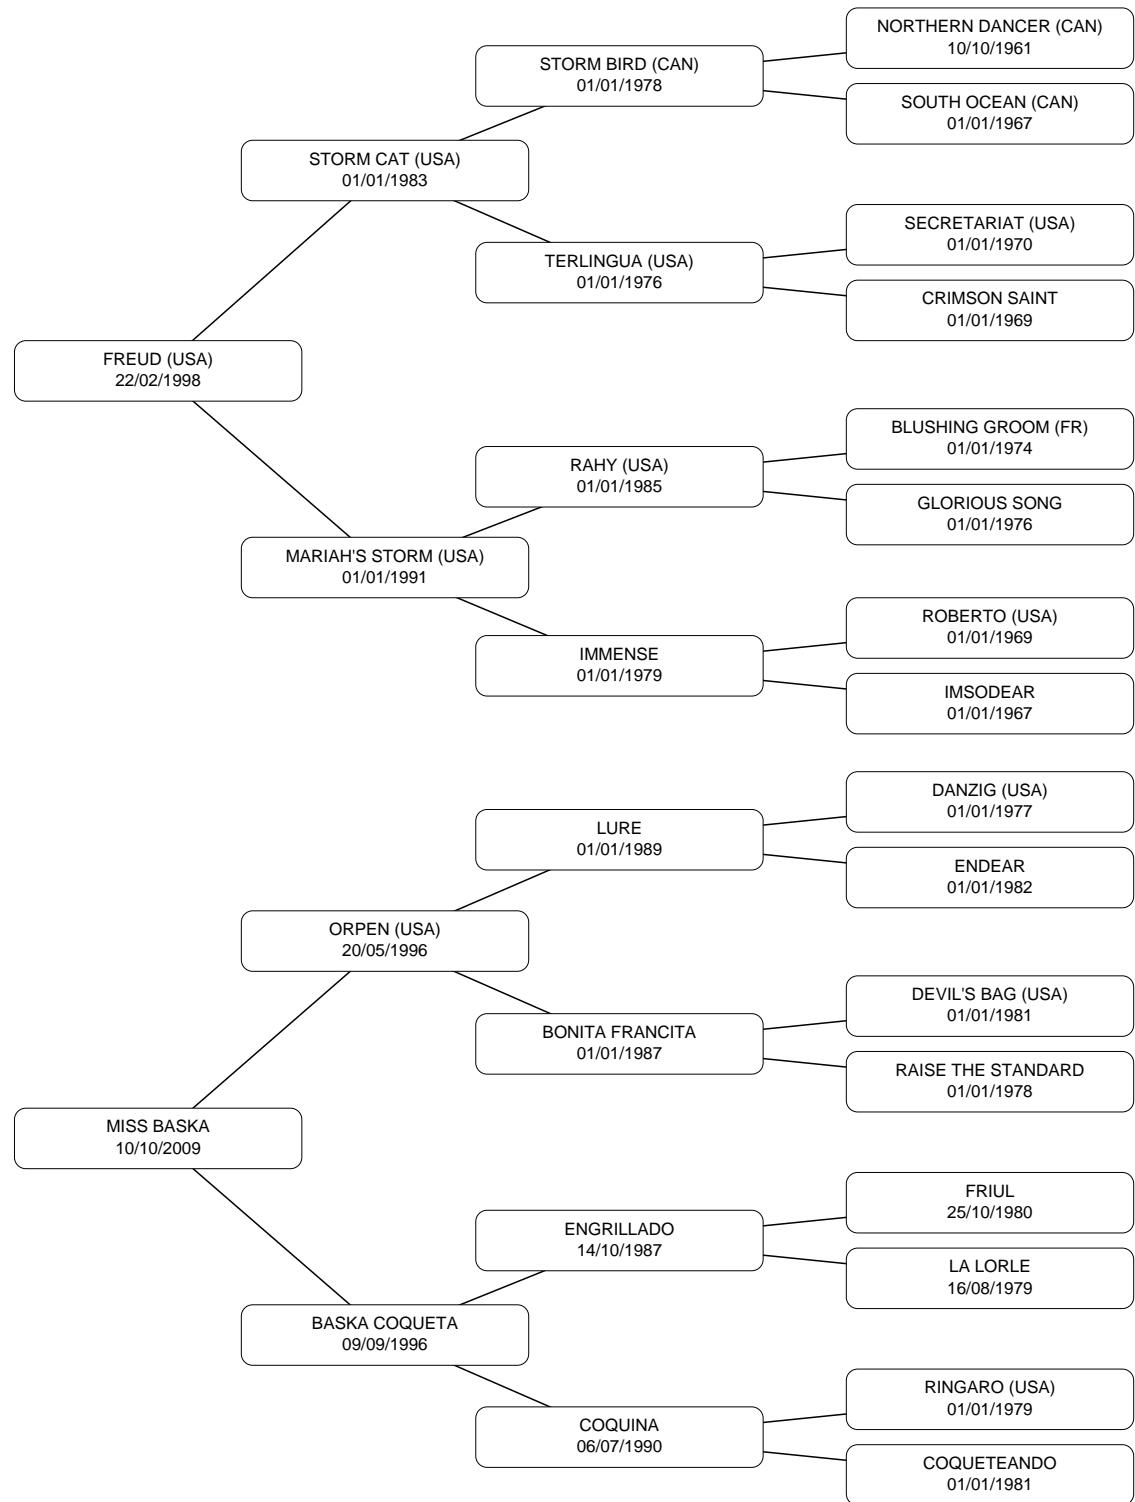 NORTHERN DANCER (CAN)
10/10/1961
STORM BIRD (CAN)
01/01/1978
SOUTH OCEAN (CAN)
01/01/1967
STORM CAT (USA)
01/01/1983
SECRETARIAT (USA)
01/01/1970
TERLINGUA (USA)
01/01/1976
CRIMSON SAINT
01/01/1969
FREUD (USA)
22/02/1998
BLUSHING GROOM (FR)
01/01/1974
RAHY (USA)
01/01/1985
GLORIOUS SONG
01/01/1976
MARIAH'S STORM (USA)
01/01/1991
ROBERTO (USA)
01/01/1969
IMMENSE
01/01/1979
IMSODEAR
01/01/1967
DANZIG (USA)
01/01/1977
LURE
01/01/1989
ENDEAR
01/01/1982
ORPEN (USA)
20/05/1996
DEVIL'S BAG (USA)
01/01/1981
BONITA FRANCITA
01/01/1987
RAISE THE STANDARD
01/01/1978
MISS BASKA
10/10/2009
FRIUL
25/10/1980
ENGRILLADO
14/10/1987
LA LORLE
16/08/1979
BASKA COQUETA
09/09/1996
RINGARO (USA)
01/01/1979
COQUINA
06/07/1990
COQUETEANDO
01/01/1981